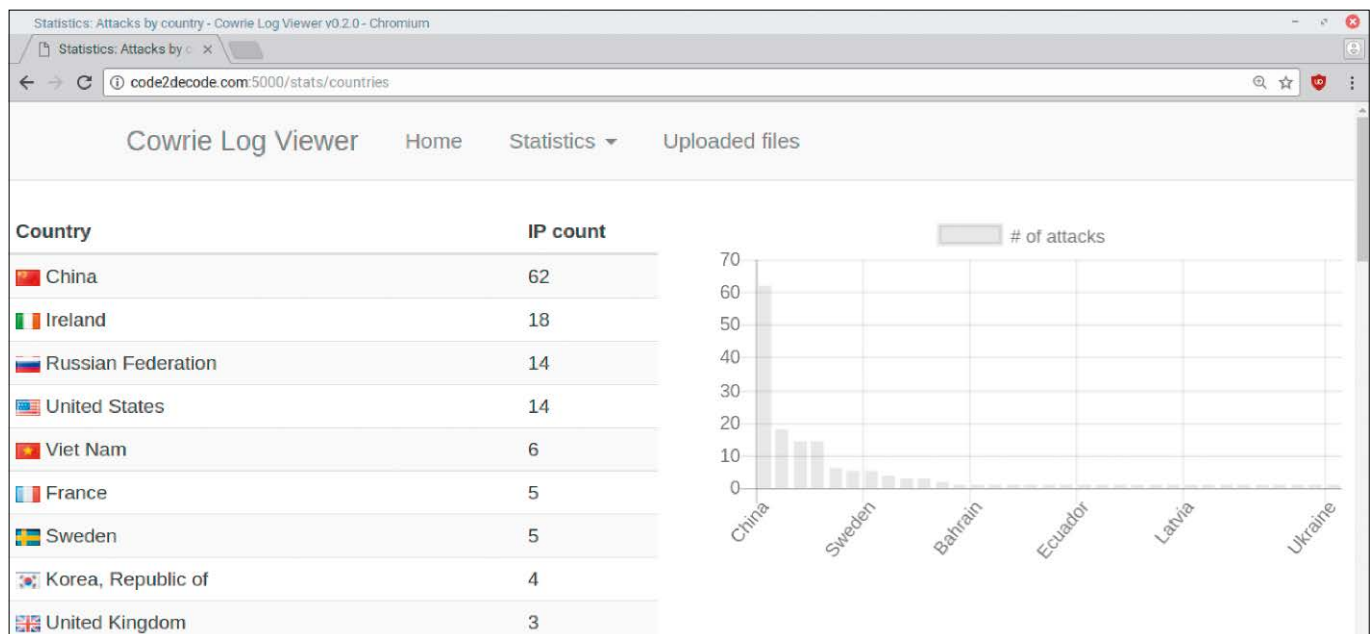 Statistics: Attacks by country - Cowrie Log Viewer v0.2.0 - Chromium
Statistics: Attacks by c
code2decode.com:5000/stats/countries
Cowrie Log Viewer Home Statistics Uploaded files
Country IP count
China 62
Ireland 18
Russian Federation 14
United States 14
Viet Nam 6
France 5
Sweden 5
Korea, Republic of 4
United Kingdom 3
# of attacks
70
60
50
40
30
20
10
0
China Sweden Bahrain Ecuador Latvia Ukraine